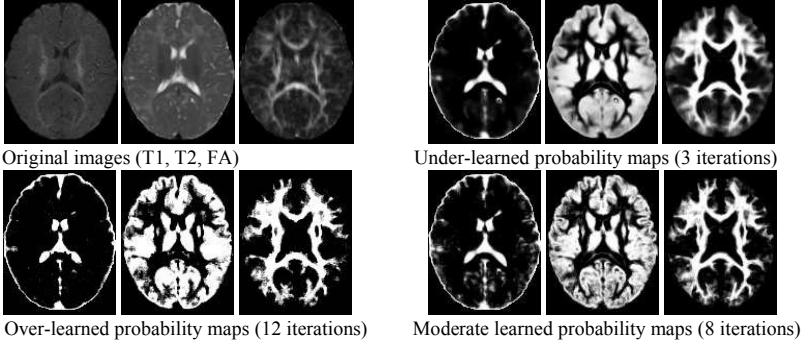 Original images (T1, T2, FA)
Under-learned probability maps (3 iterations)
Over-learned probability maps (12 iterations)
Moderate learned probability maps (8 iterations)